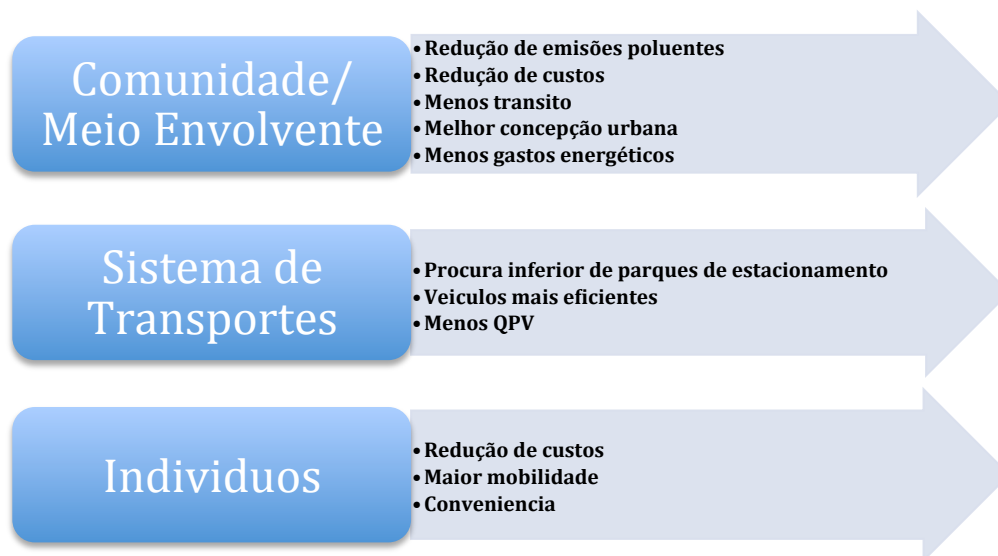 Comunidade/
Meio Envolvente
•Redução de emisões poluentes
•Redução de custos
•Menos transito
•Melhor concepção urbana
•Menos gastos energéticos
Sistema de
Transportes
•Procura inferior de parques de estacionamento
•Veiculos mais eficientes
•Menos QPV
Individuos
•Redução de custos
•Maior mobilidade
•Conveniencia